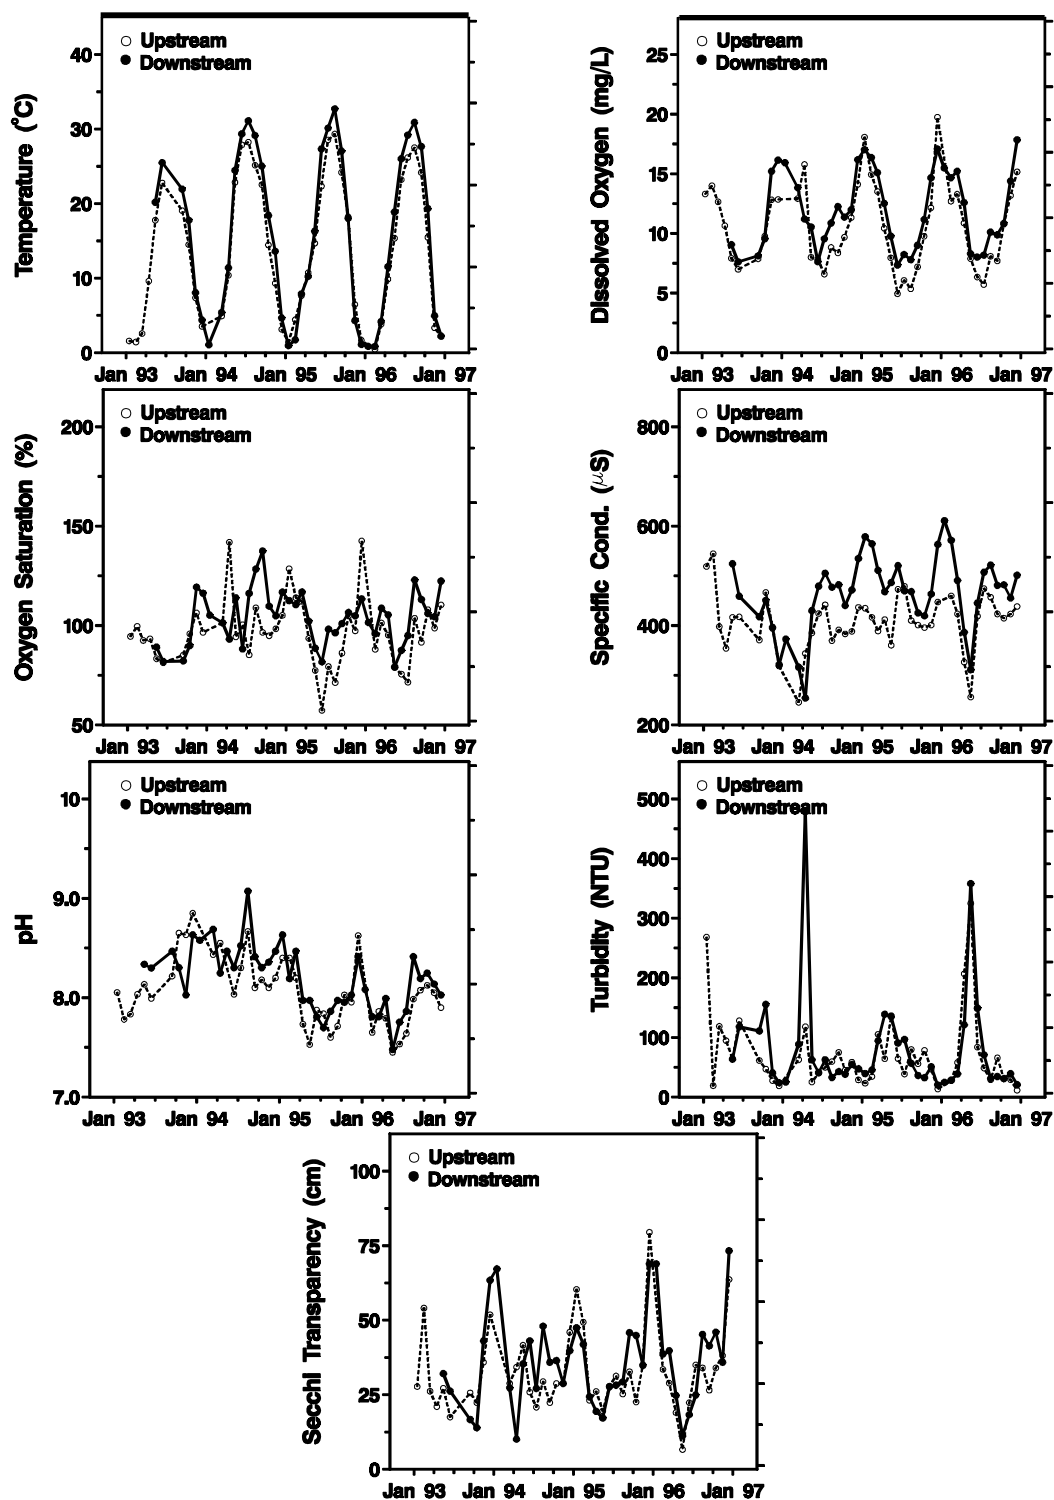 Upstream
Downstream
Temperature (°C)
40
30
20
10
0
Jan 93 Jan 94 Jan 95 Jan 96 Jan 97
Upstream
Downstream
Dissolved Oxygen (mg/L)
25
20
15
10
5
0
Jan 93 Jan 94 Jan 95 Jan 96 Jan 97
Upstream
Downstream
Oxygen Saturation (%)
200
150
100
50
Jan 93 Jan 94 Jan 95 Jan 96 Jan 97
Upstream
Downstream
Specific Cond. (μS)
800
600
400
200
Jan 93 Jan 94 Jan 95 Jan 96 Jan 97
Upstream
Downstream
pH
10
9.0
8.0
7.0
Jan 93 Jan 94 Jan 95 Jan 96 Jan 97
Upstream
Downstream
Turbidity (NTU)
500
400
300
200
100
0
Jan 93 Jan 94 Jan 95 Jan 96 Jan 97
Upstream
Downstream
Secchi Transparency (cm)
100
75
50
25
0
Jan 93 Jan 94 Jan 95 Jan 96 Jan 97